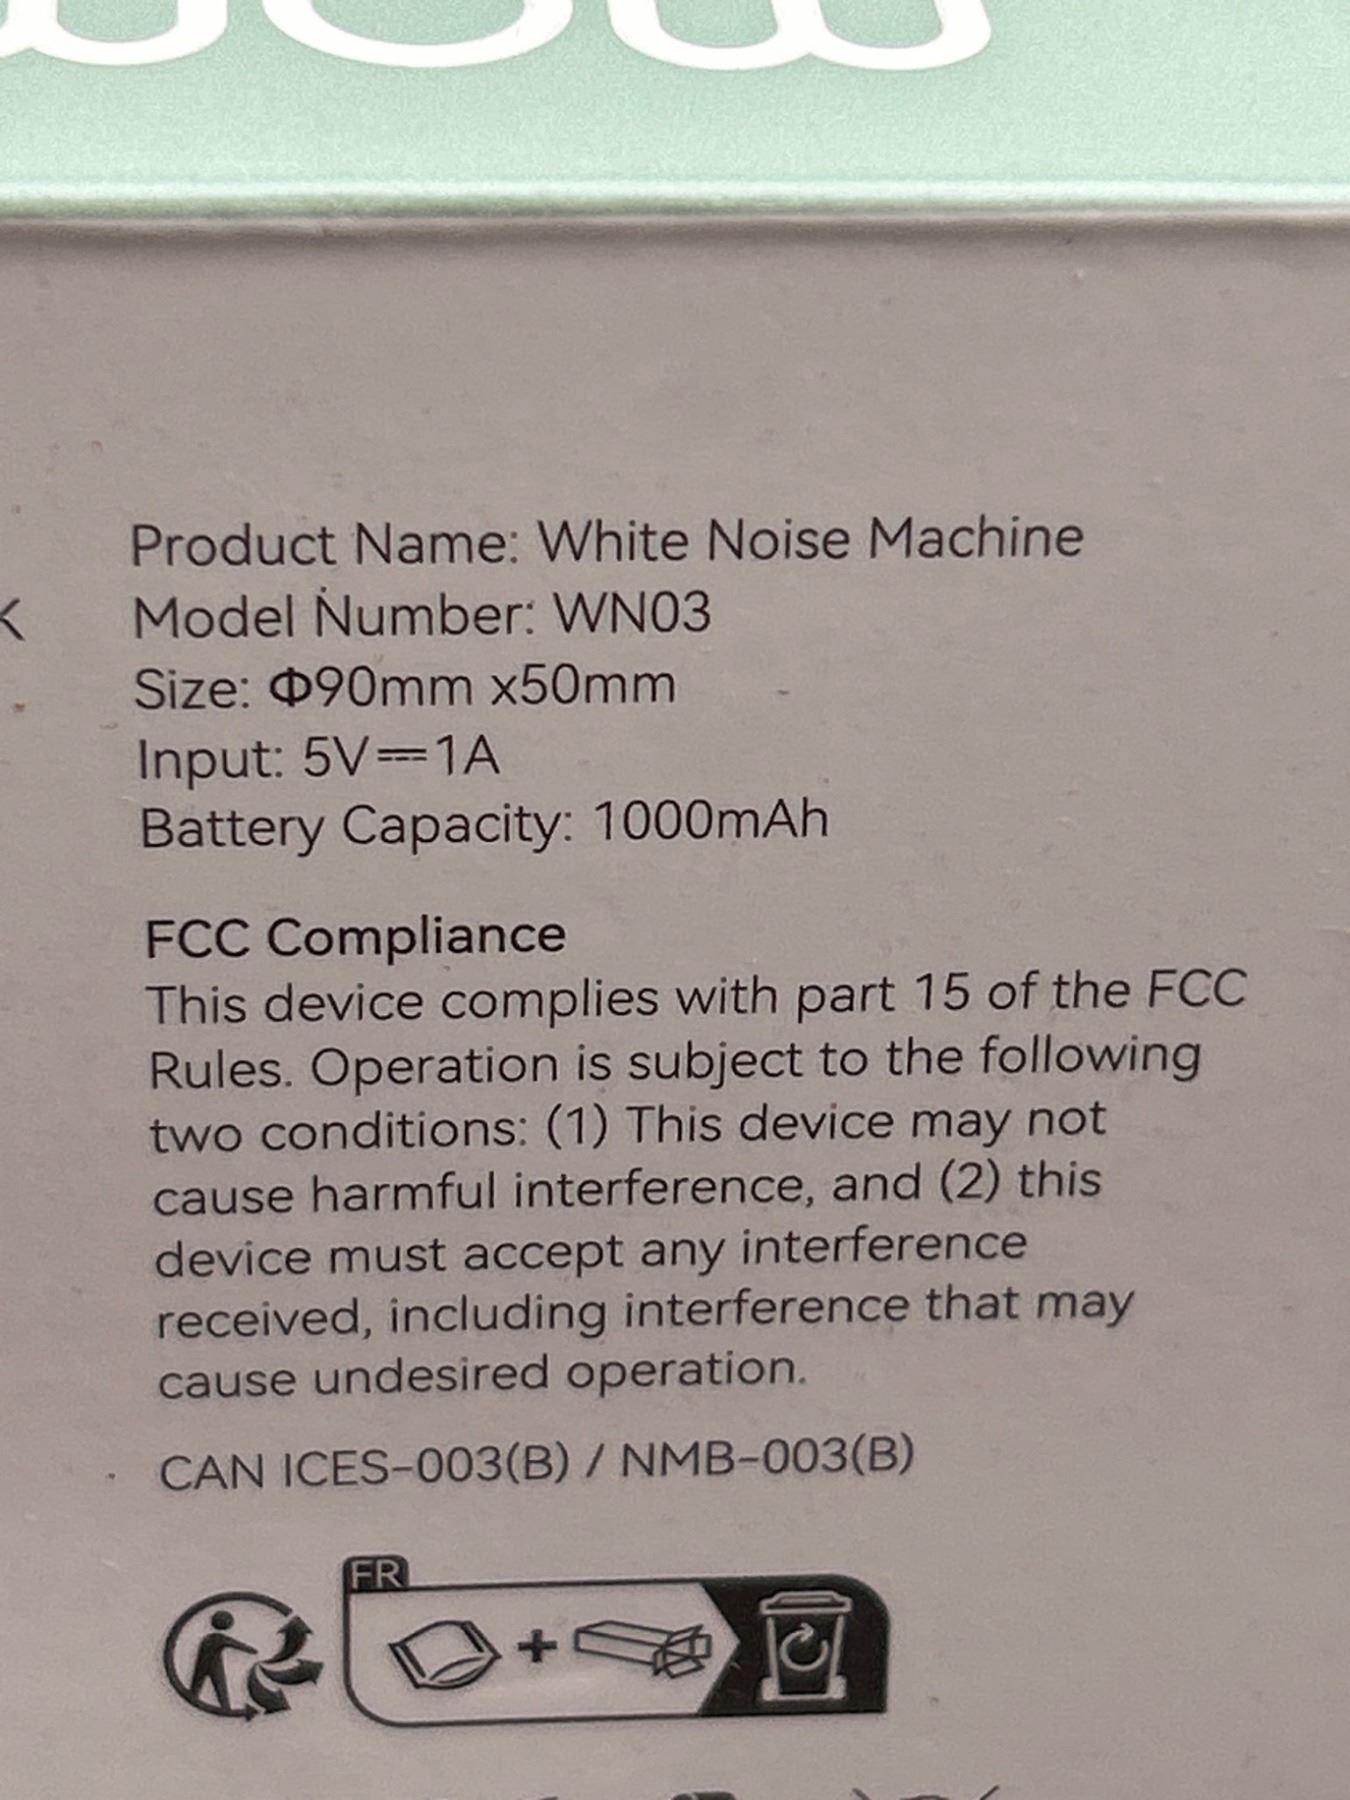 Product Name: White Noise Machine
Model Number: WN03
Size: Φ90mm x50mm
Input: 5V⎓1A
Battery Capacity: 1000mAh
FCC Compliance
This device complies with part 15 of the FCC
Rules. Operation is subject to the following
two conditions: (1) This device may not
cause harmful interference, and (2) this
device must accept any interference
received, including interference that may
cause undesired operation.
CAN ICES-003(B) / NMB-003(B)
FR